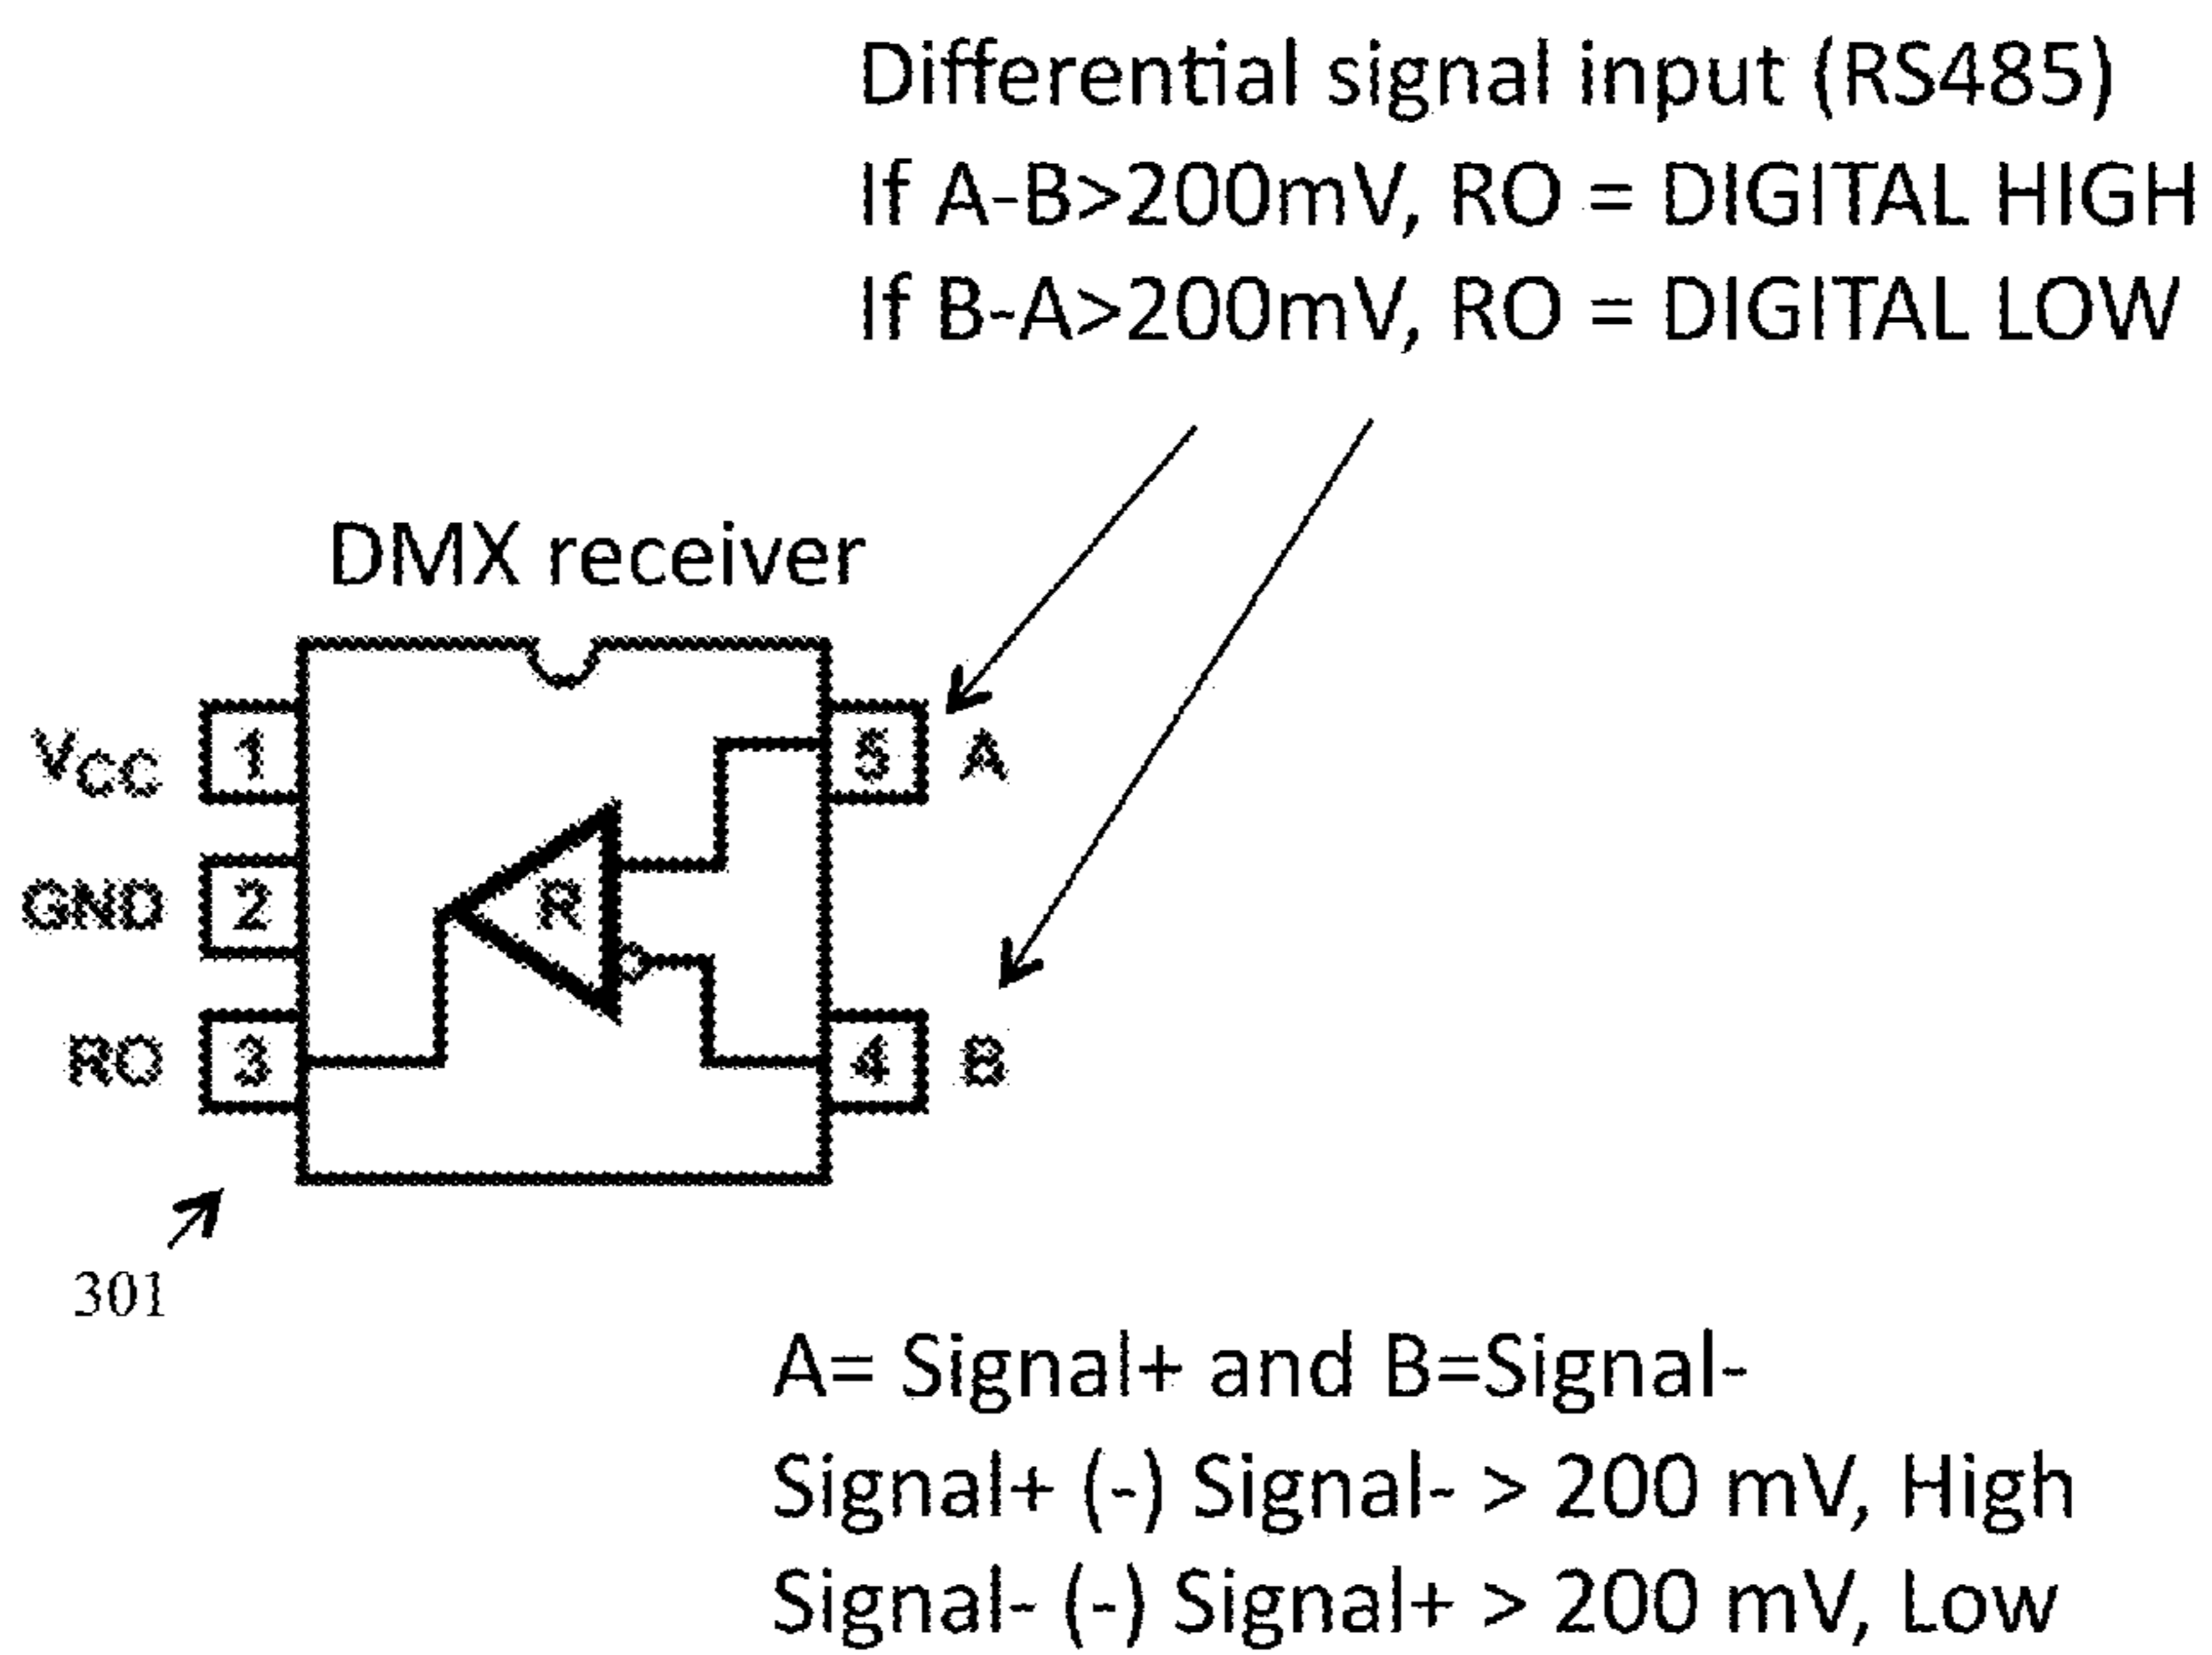 Differential signal input (RS485)
If A-B>200mV, RO = DIGITAL HIGH
If B-A>200mV, RO = DIGITAL LOW
DMX receiver
VCC 1 5 A
R
GND 2
RO 3 4 B
301
A= Signal+ and B=Signal-
Signal+ (-) Signal- > 200 mV, High
Signal- (-) Signal+ > 200 mV, Low